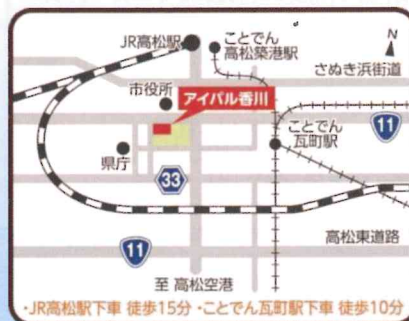 JR高松駅
ことでん
高松築港駅
N
さぬき浜街道
市役所
アイパル香川
11
ことでん
瓦町駅
県庁
33
高松東道路
11
至 高松空港
・JR高松駅下車 徒歩15分 ・ことでん瓦町駅下車 徒歩10分